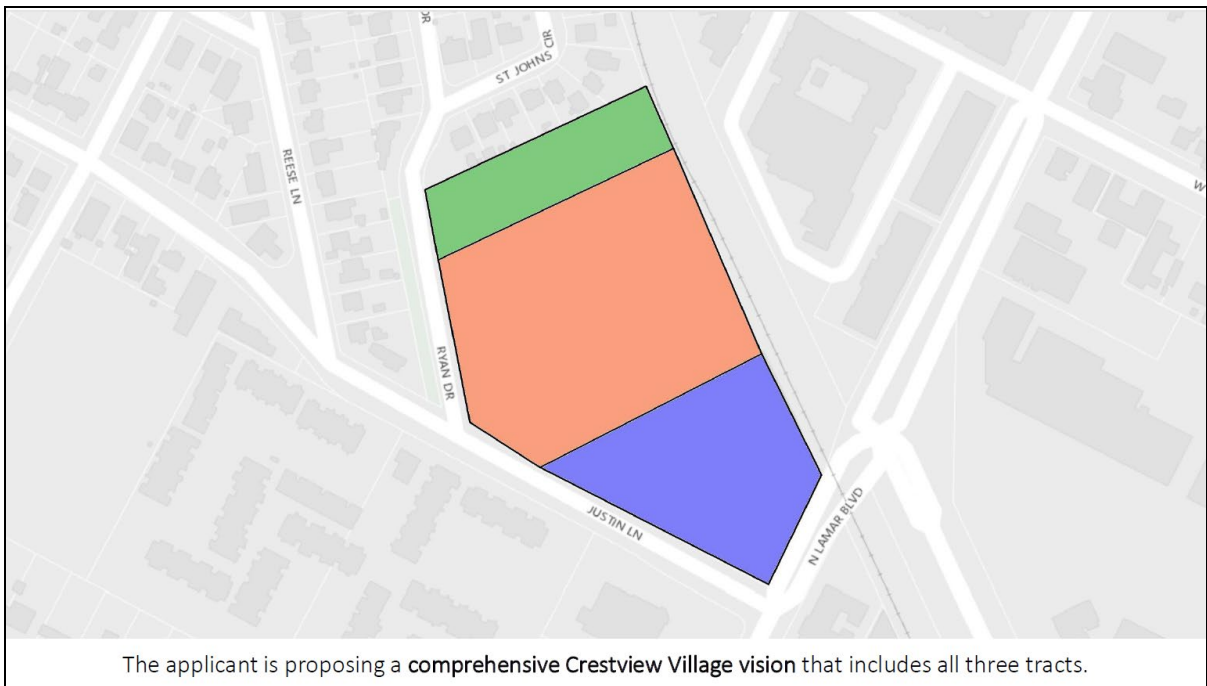 DR
ST JOHNS CIR
REESE LN
W
RYAN DR
JUSTIN LN
N LAMAR BLVD
The applicant is proposing a comprehensive Crestview Village vision that includes all three tracts.